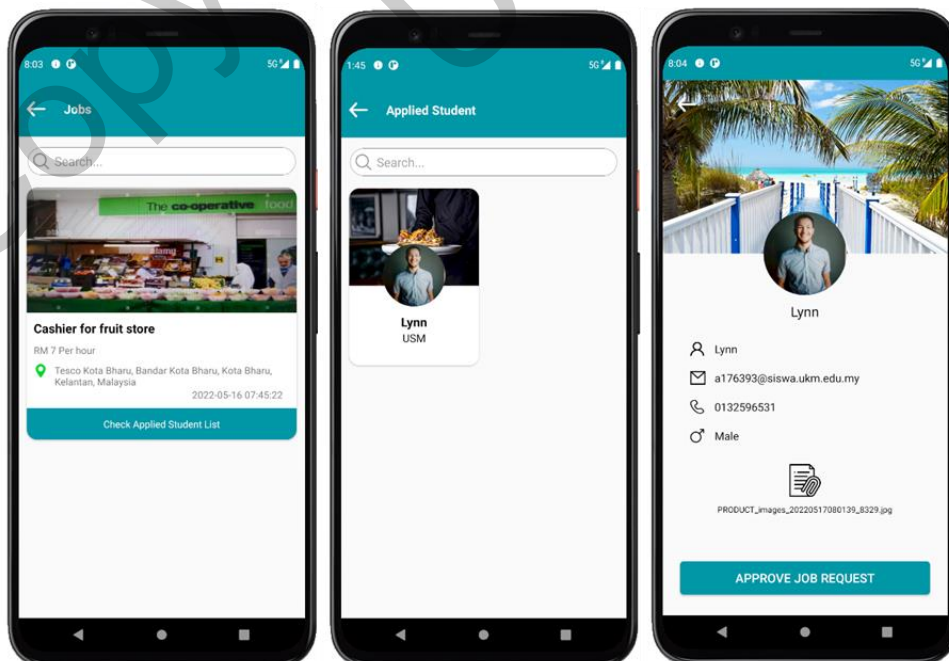 8:03
5G
Jobs
Search...
The co-operative food
Cashier for fruit store
RM 7 Per hour
Tesco Kota Bharu, Bandar Kota Bharu, Kota Bharu,
Kelantan, Malaysia
2022-05-16 07:45:22
Check Applied Student List
1:45
5G
Applied Student
Search...
Lynn
USM
8:04
5G
Lynn
Lynn
a176393@siswa.ukm.edu.my
0132596531
Male
PRODUCT_images_20220517080139_8329.jpg
APPROVE JOB REQUEST